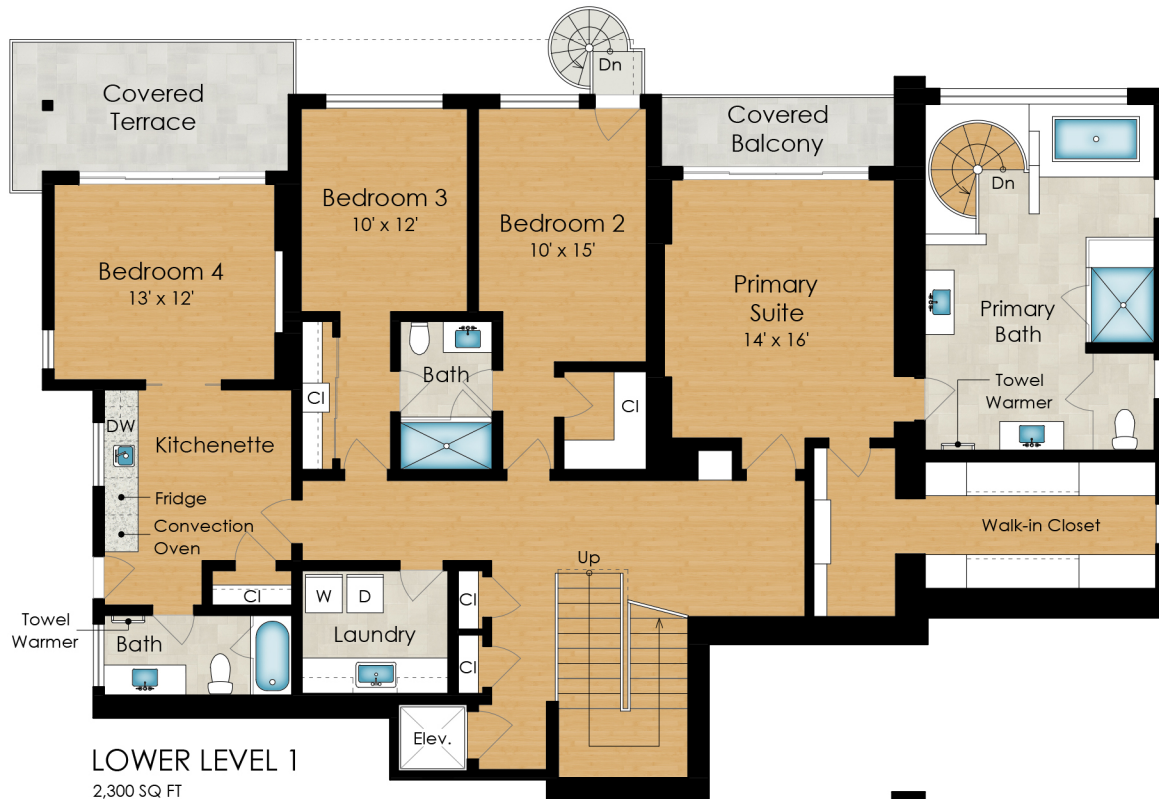 Dn
Covered
Terrace
Covered
Balcony
Dn
Bedroom 3
10' x 12'
Bedroom 2
10' x 15'
Bedroom 4
13' x 12'
Primary
Suite
14' x 16'
Primary
Bath
Bath
Towel
Warmer
Cl
Cl
DW
Kitchenette
Fridge
Convection
Oven
Walk-in Closet
Up
Cl
W
D
Cl
Towel
Warmer
Bath
Laundry
Cl
Elev.
LOWER LEVEL 1
2,300 SQ FT